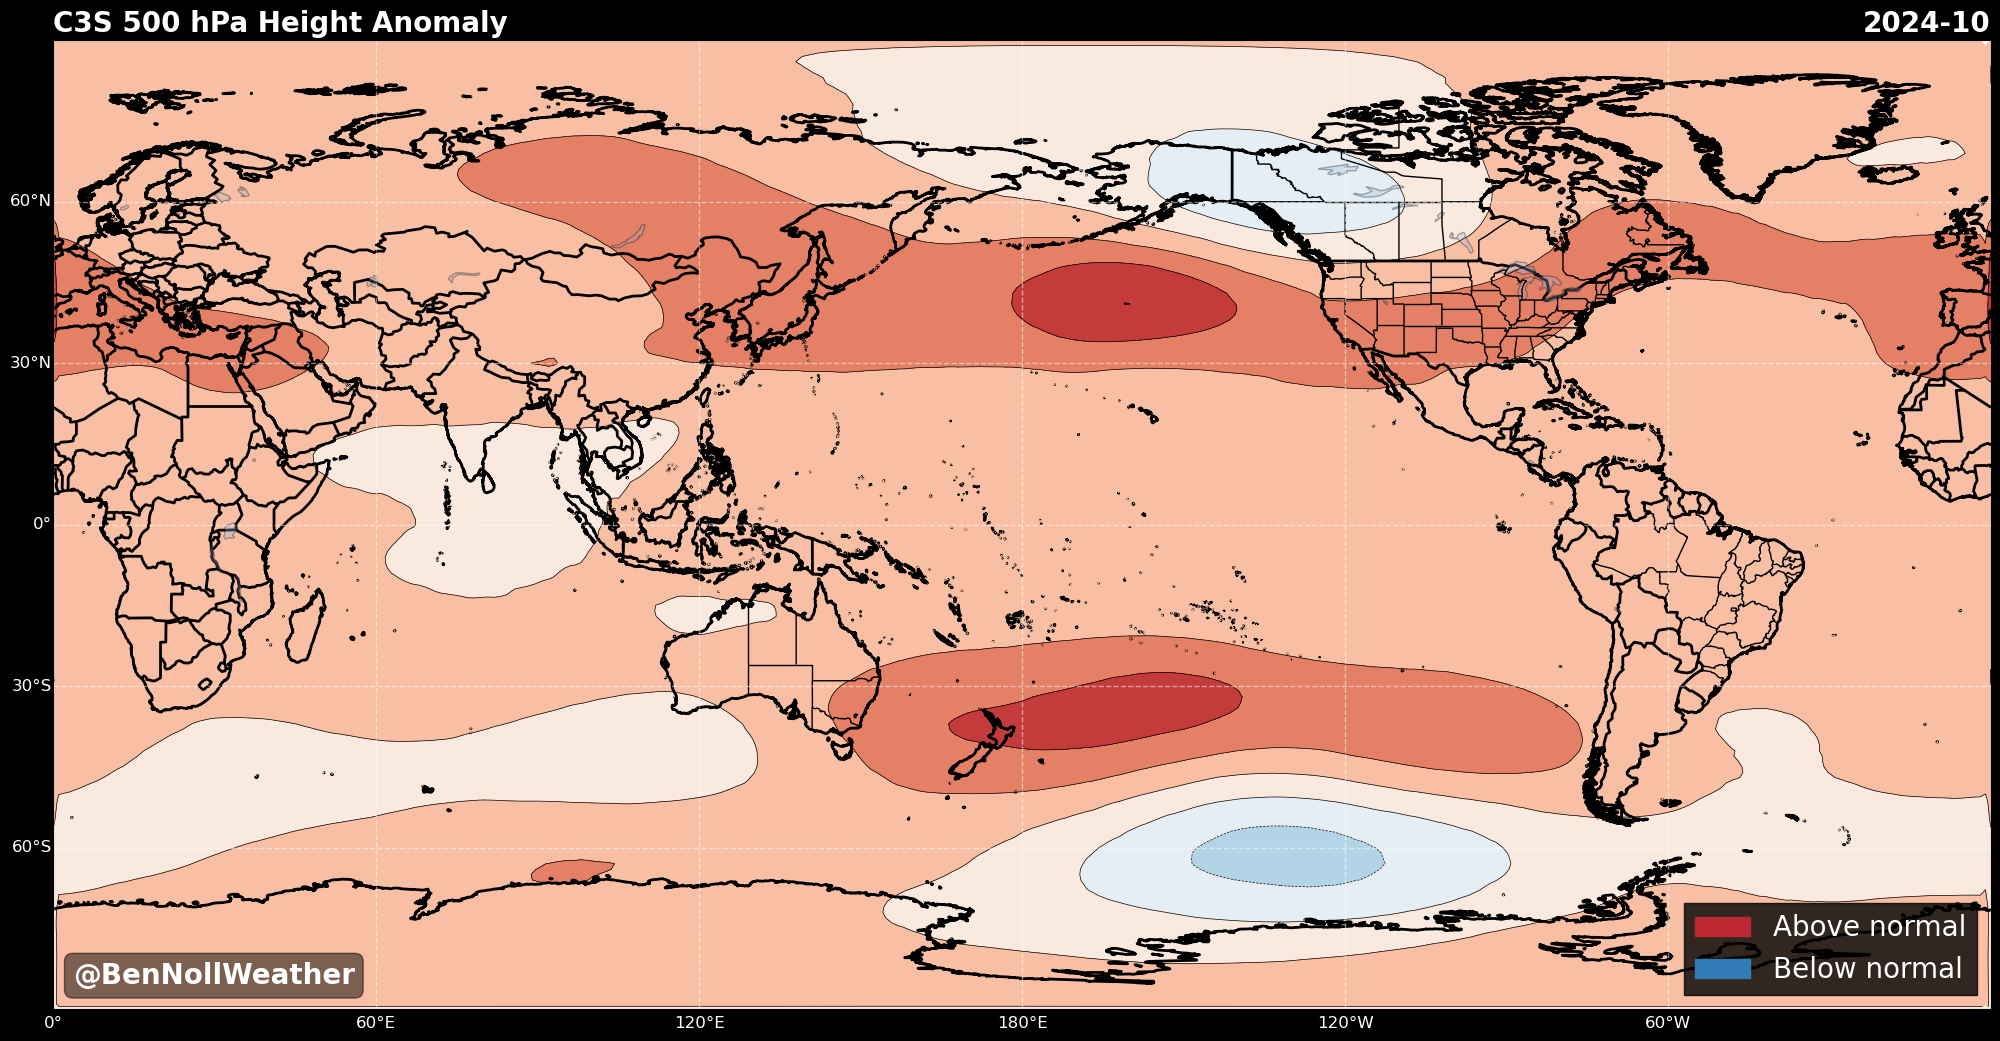 C3S 500 hPa Height Anomaly
2024-10
60°N
30°N
0°
30°S
60°S
0°
60°E
120°E
180°E
120°W
60°W
Above normal
Below normal
@BenNollWeather